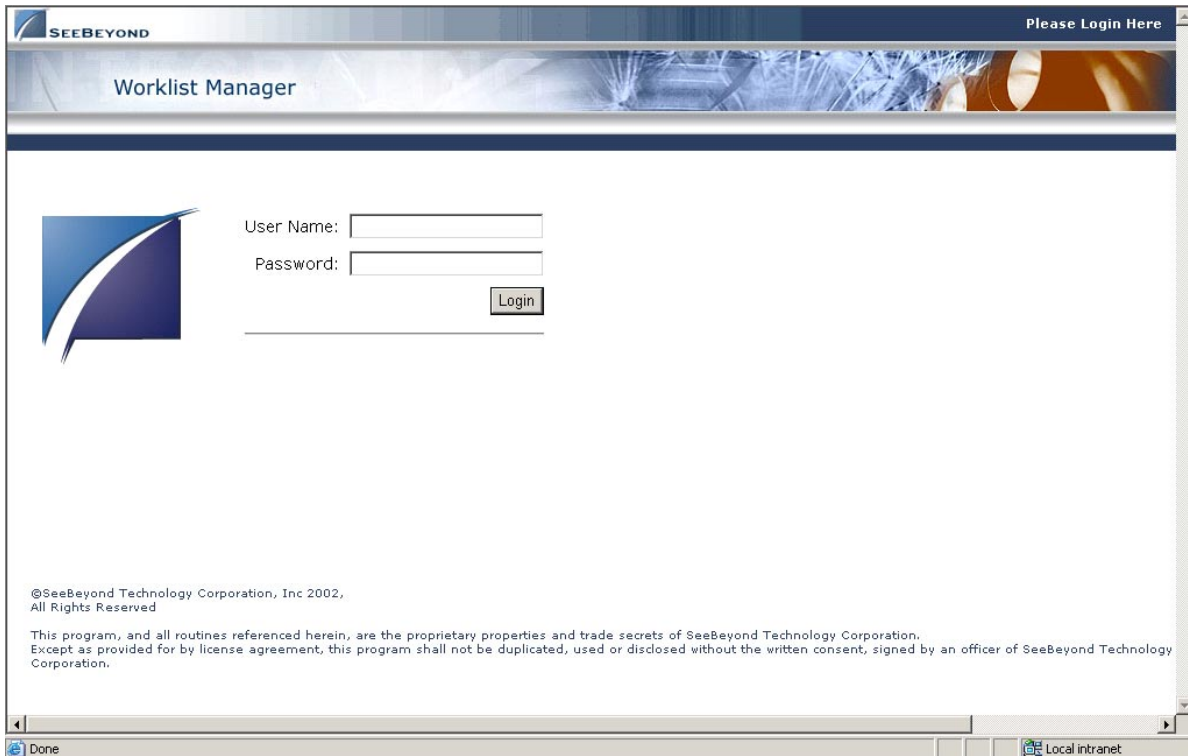 SEEBEYOND
Please Login Here
Worklist Manager
User Name:
Password:
Login
©SeeBeyond Technology Corporation, Inc 2002,
All Rights Reserved
This program, and all routines referenced herein, are the proprietary properties and trade secrets of SeeBeyond Technology Corporation.
Except as provided for by license agreement, this program shall not be duplicated, used or disclosed without the written consent, signed by an officer of SeeBeyond Technology
Corporation.
Done
Local intranet